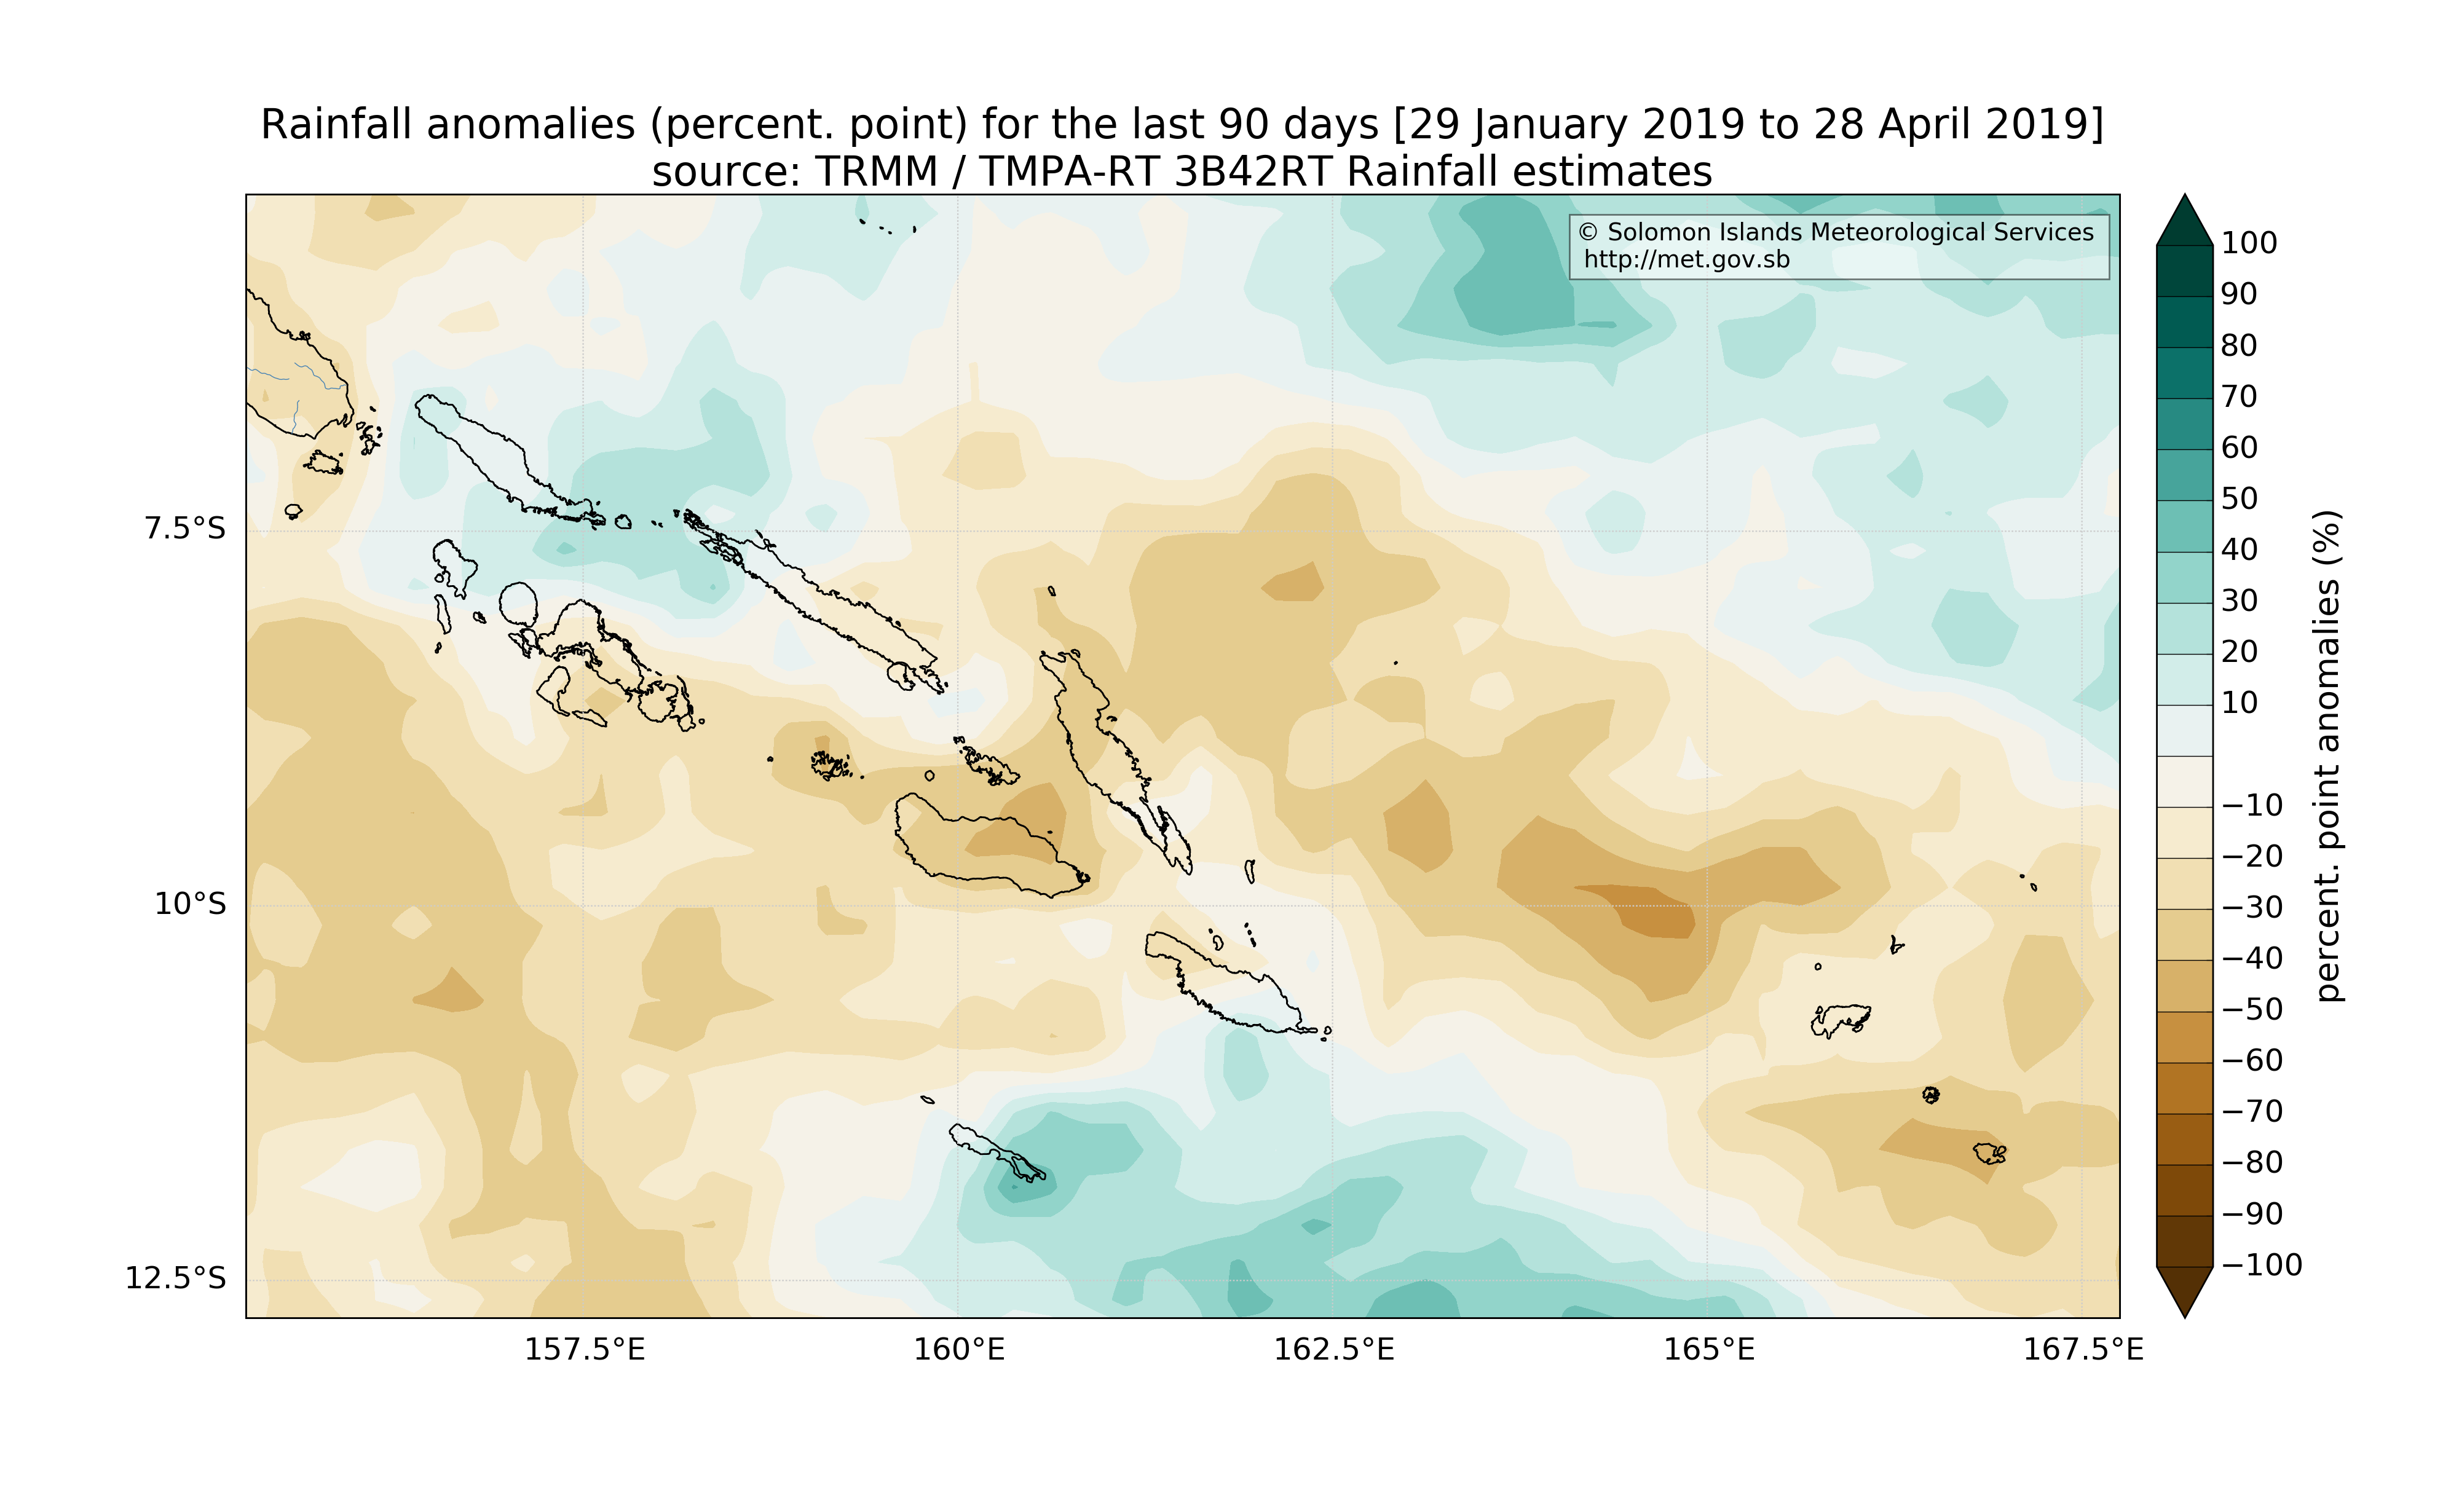 Rainfall anomalies (percent. point) for the last 90 days [29 January 2019 to 28 April 2019]
source: TRMM / TMPA-RT 3B42RT Rainfall estimates
© Solomon Islands Meteorological Services
http://met.gov.sb
7.5°S
10°S
12.5°S
157.5°E
160°E
162.5°E
165°E
167.5°E
100
90
80
70
60
50
40
30
20
10
−10
−20
−30
−40
−50
−60
−70
−80
−90
−100
percent. point anomalies (%)